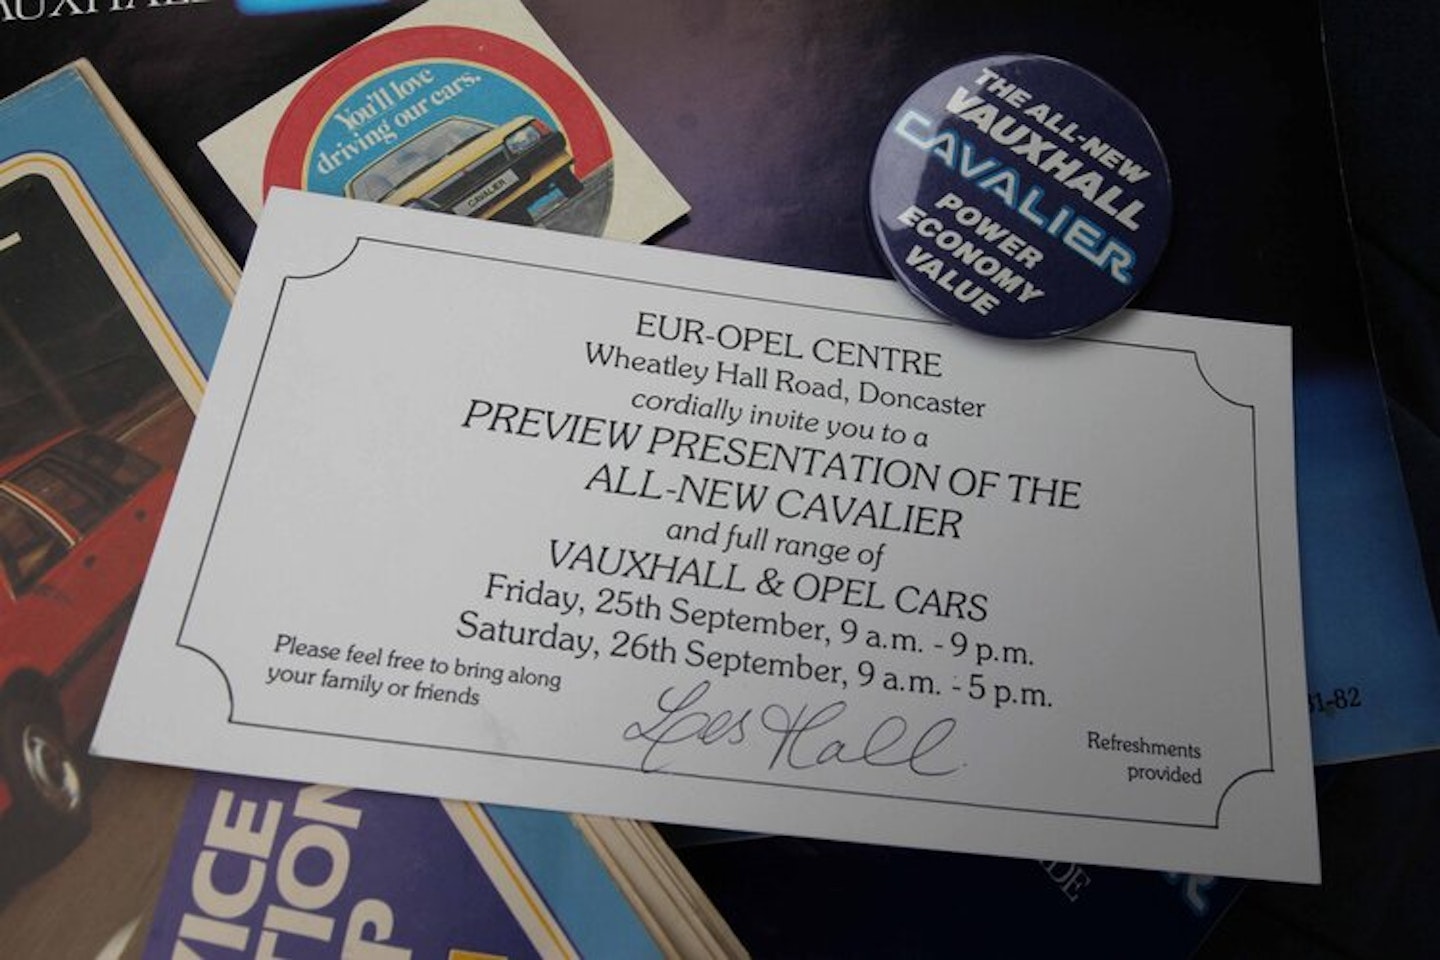 You'll love
driving our cars.
CAVALIER
THE ALL-NEW
VAUXHALL
CAVALIER
POWER
ECONOMY
VALUE
EUR-OPEL CENTRE
Wheatley Hall Road, Doncaster
cordially invite you to a
PREVIEW PRESENTATION OF THE
ALL-NEW CAVALIER
and full range of
VAUXHALL & OPEL CARS
Friday, 25th September, 9 a.m. - 9 p.m.
Saturday, 26th September, 9 a.m. - 5 p.m.
Please feel free to bring along
your family or friends
Les Hall
Refreshments
provided